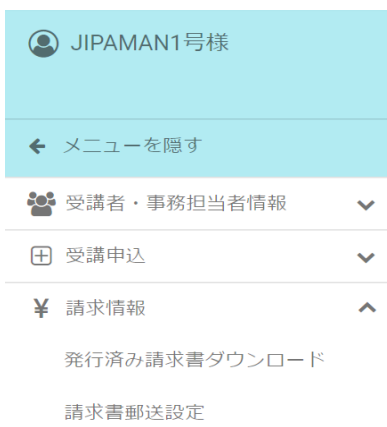 JIPAMAN1号様
メニューを隠す
受講者・事務担当者情報
受講申込
¥ 請求情報
発行済み請求書ダウンロード
請求書郵送設定